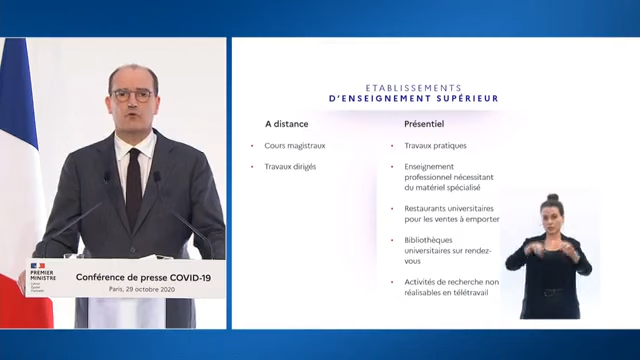 PREMIER
MINISTRE
Conférence de presse COVID-19
Paris, 29 octobre 2020
ETABLISSEMENTS
D'ENSEIGNEMENT SUPÉRIEUR
A distance
• Cours magistraux
• Travaux dirigés
Présentiel
• Travaux pratiques
• Enseignement
professionnel nécessitant
du matériel spécialisé
• Restaurants universitaires
pour les ventes à emporter
• Bibliothèques
universitaires sur rendez-
vous
• Activités de recherche non
réalisables en télétravail